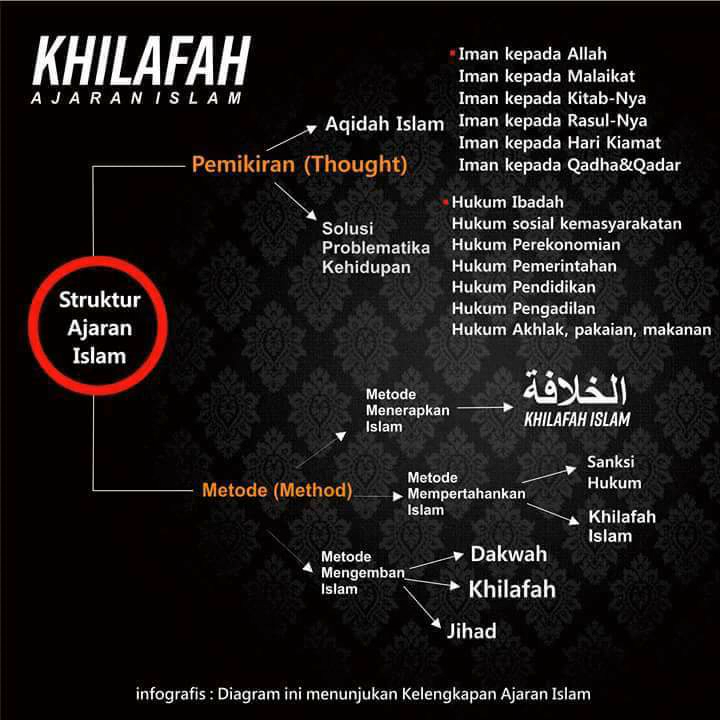 KHILAFAH
AJARAN ISLAM
Struktur
Ajaran
Islam
Pemikiran (Thought)
Aqidah Islam
Iman kepada Allah
Iman kepada Malaikat
Iman kepada Kitab-Nya
Iman kepada Rasul-Nya
Iman kepada Hari Kiamat
Iman kepada Qadha&Qadar
Solusi
Problematika
Kehidupan
Hukum Ibadah
Hukum sosial kemasyarakatan
Hukum Perekonomian
Hukum Pemerintahan
Hukum Pendidikan
Hukum Pengadilan
Hukum Akhlak, pakaian, makanan
Metode (Method)
Metode
Menerapkan
Islam
الخلافة
KHILAFAH ISLAM
Metode
Mempertahankan
Islam
Sanksi
Hukum
Khilafah
Islam
Metode
Mengemban
Islam
Dakwah
Khilafah
Jihad
infografis : Diagram ini menunjukan Kelengkapan Ajaran Islam